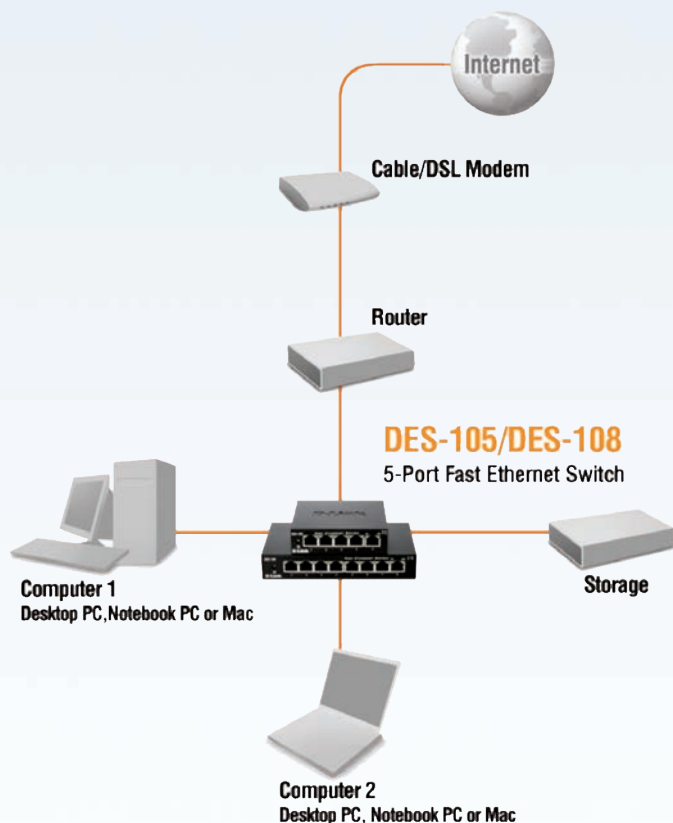 Internet
Cable/DSL Modem
Router
DES-105/DES-108
5-Port Fast Ethernet Switch
Computer 1
Desktop PC,Notebook PC or Mac
Storage
Computer 2
Desktop PC, Notebook PC or Mac